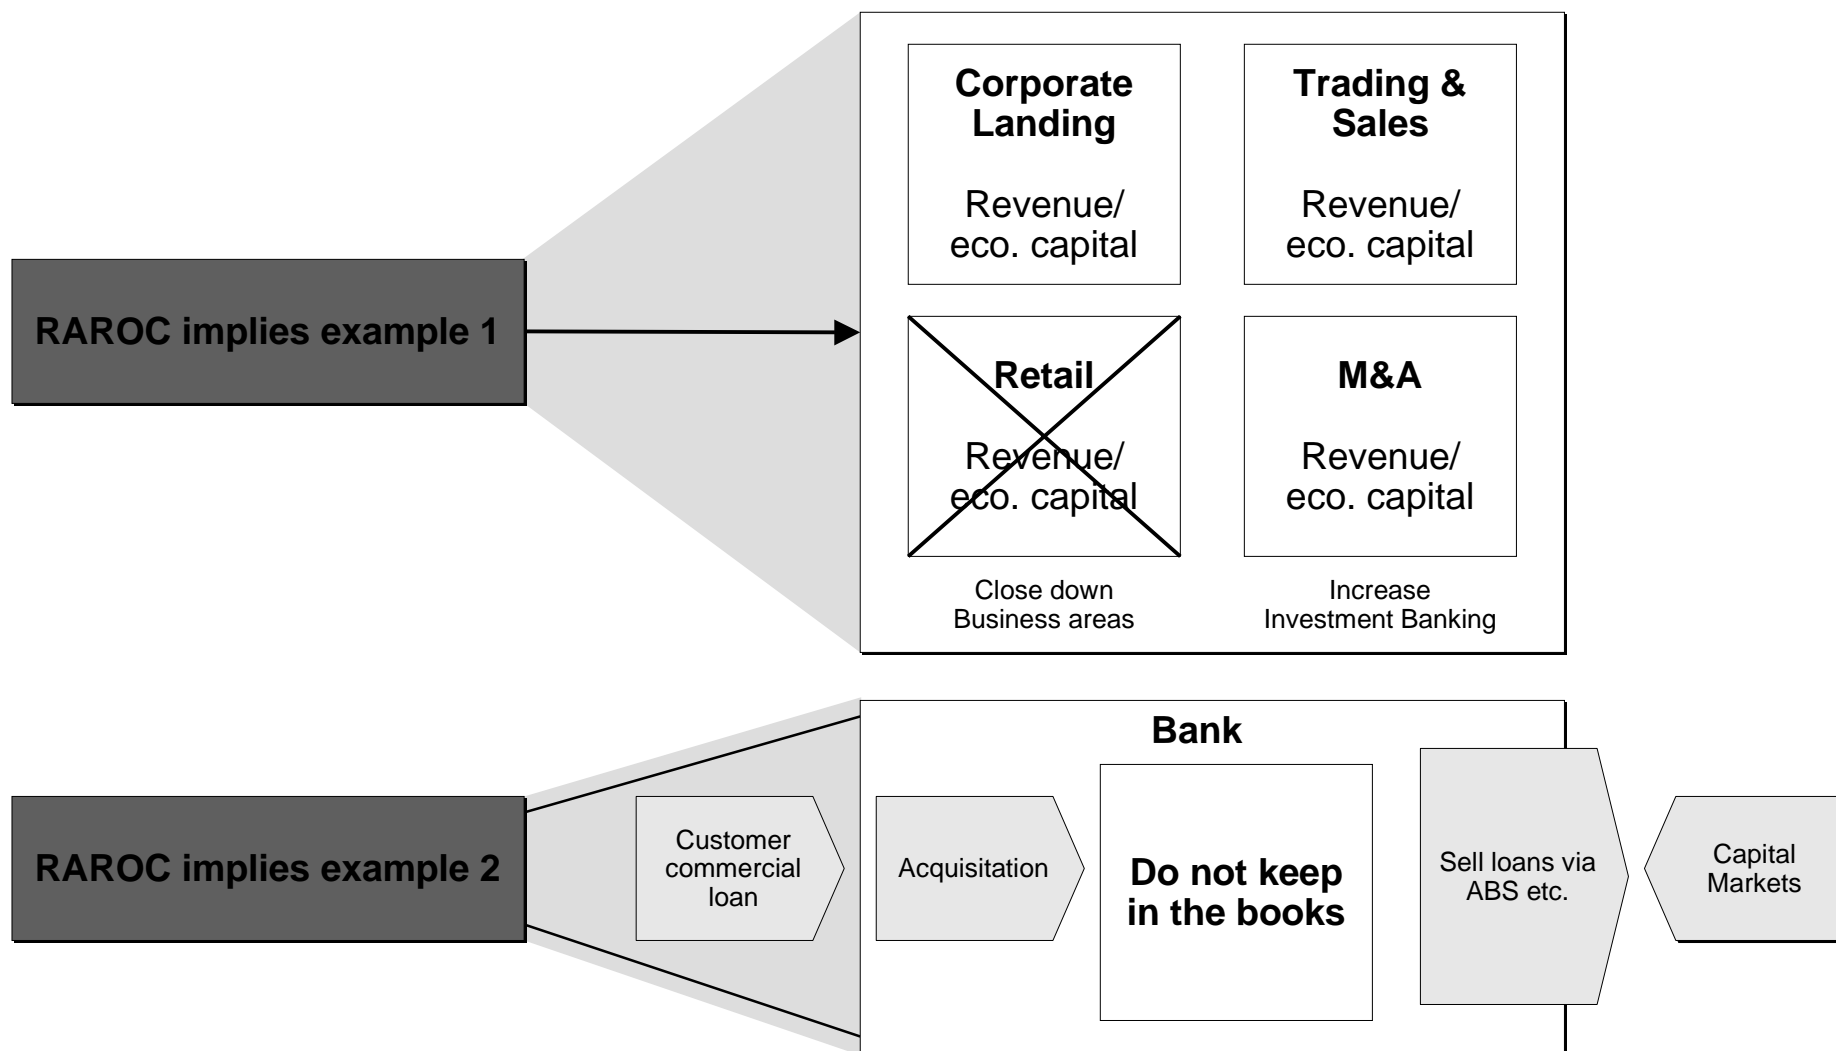 RAROC implies example 1
Corporate
Landing
Revenue/
eco. capital
Trading &
Sales
Revenue/
eco. capital
Retail
Revenue/
eco. capital
Close down
Business areas
M&A
Revenue/
eco. capital
Increase
Investment Banking
RAROC implies example 2
Customer
commercial
loan
Bank
Acquisitation
Do not keep
in the books
Sell loans via
ABS etc.
Capital
Markets